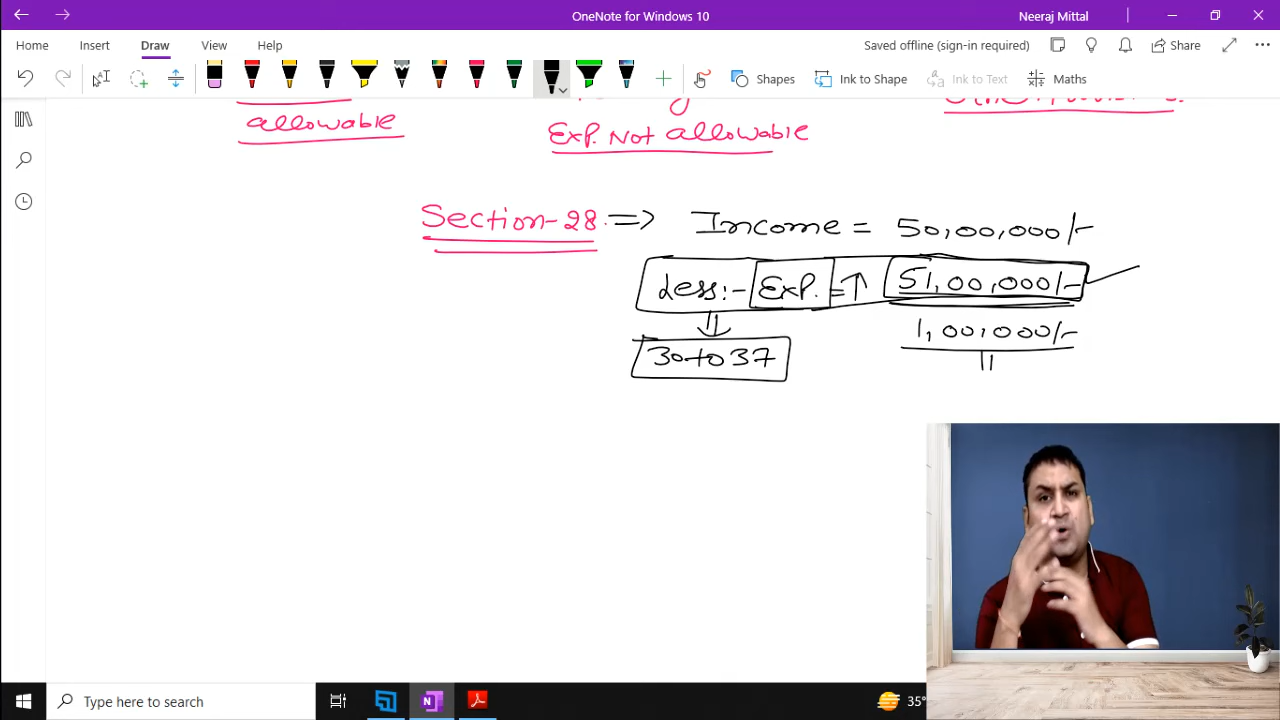 OneNote for Windows 10
Neeraj Mittal
Home Insert Draw View Help
Saved offline (sign-in required) Share
Shapes Ink to Shape Ink to Text Maths
allowable
Exp. Not allowable
Section-28 => Income = 50,00,000/-
Less:- Exp. = ↑ 51,00,000/-
30 to 37
1,00,000/-
Type here to search
35°